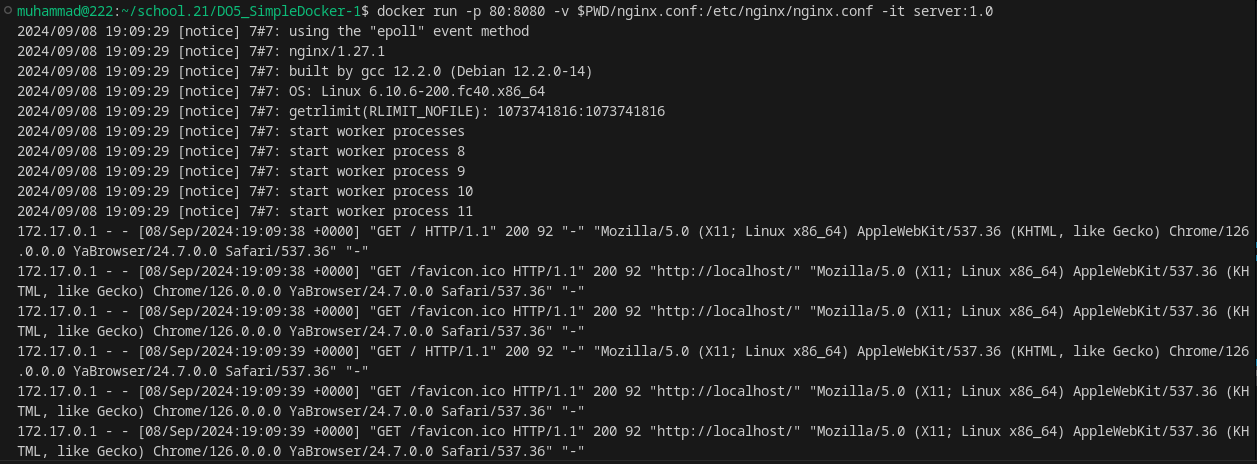 muhammad@222:~/school.21/DO5_SimpleDocker-1$ docker run -p 80:8080 -v $PWD/nginx.conf:/etc/nginx/nginx.conf -it server:1.0
2024/09/08 19:09:29 [notice] 7#7: using the "epoll" event method
2024/09/08 19:09:29 [notice] 7#7: nginx/1.27.1
2024/09/08 19:09:29 [notice] 7#7: built by gcc 12.2.0 (Debian 12.2.0-14)
2024/09/08 19:09:29 [notice] 7#7: OS: Linux 6.10.6-200.fc40.x86_64
2024/09/08 19:09:29 [notice] 7#7: getrlimit(RLIMIT_NOFILE): 1073741816:1073741816
2024/09/08 19:09:29 [notice] 7#7: start worker processes
2024/09/08 19:09:29 [notice] 7#7: start worker process 8
2024/09/08 19:09:29 [notice] 7#7: start worker process 9
2024/09/08 19:09:29 [notice] 7#7: start worker process 10
2024/09/08 19:09:29 [notice] 7#7: start worker process 11
172.17.0.1 - - [08/Sep/2024:19:09:38 +0000] "GET / HTTP/1.1" 200 92 "-" "Mozilla/5.0 (X11; Linux x86_64) AppleWebKit/537.36 (KHTML, like Gecko) Chrome/126
.0.0.0 YaBrowser/24.7.0.0 Safari/537.36" "-"
172.17.0.1 - - [08/Sep/2024:19:09:38 +0000] "GET /favicon.ico HTTP/1.1" 200 92 "http://localhost/" "Mozilla/5.0 (X11; Linux x86_64) AppleWebKit/537.36 (KH
TML, like Gecko) Chrome/126.0.0.0 YaBrowser/24.7.0.0 Safari/537.36" "-"
172.17.0.1 - - [08/Sep/2024:19:09:38 +0000] "GET /favicon.ico HTTP/1.1" 200 92 "http://localhost/" "Mozilla/5.0 (X11; Linux x86_64) AppleWebKit/537.36 (KH
TML, like Gecko) Chrome/126.0.0.0 YaBrowser/24.7.0.0 Safari/537.36" "-"
172.17.0.1 - - [08/Sep/2024:19:09:39 +0000] "GET / HTTP/1.1" 200 92 "-" "Mozilla/5.0 (X11; Linux x86_64) AppleWebKit/537.36 (KHTML, like Gecko) Chrome/126
.0.0.0 YaBrowser/24.7.0.0 Safari/537.36" "-"
172.17.0.1 - - [08/Sep/2024:19:09:39 +0000] "GET /favicon.ico HTTP/1.1" 200 92 "http://localhost/" "Mozilla/5.0 (X11; Linux x86_64) AppleWebKit/537.36 (KH
TML, like Gecko) Chrome/126.0.0.0 YaBrowser/24.7.0.0 Safari/537.36" "-"
172.17.0.1 - - [08/Sep/2024:19:09:39 +0000] "GET /favicon.ico HTTP/1.1" 200 92 "http://localhost/" "Mozilla/5.0 (X11; Linux x86_64) AppleWebKit/537.36 (KH
TML, like Gecko) Chrome/126.0.0.0 YaBrowser/24.7.0.0 Safari/537.36" "-"